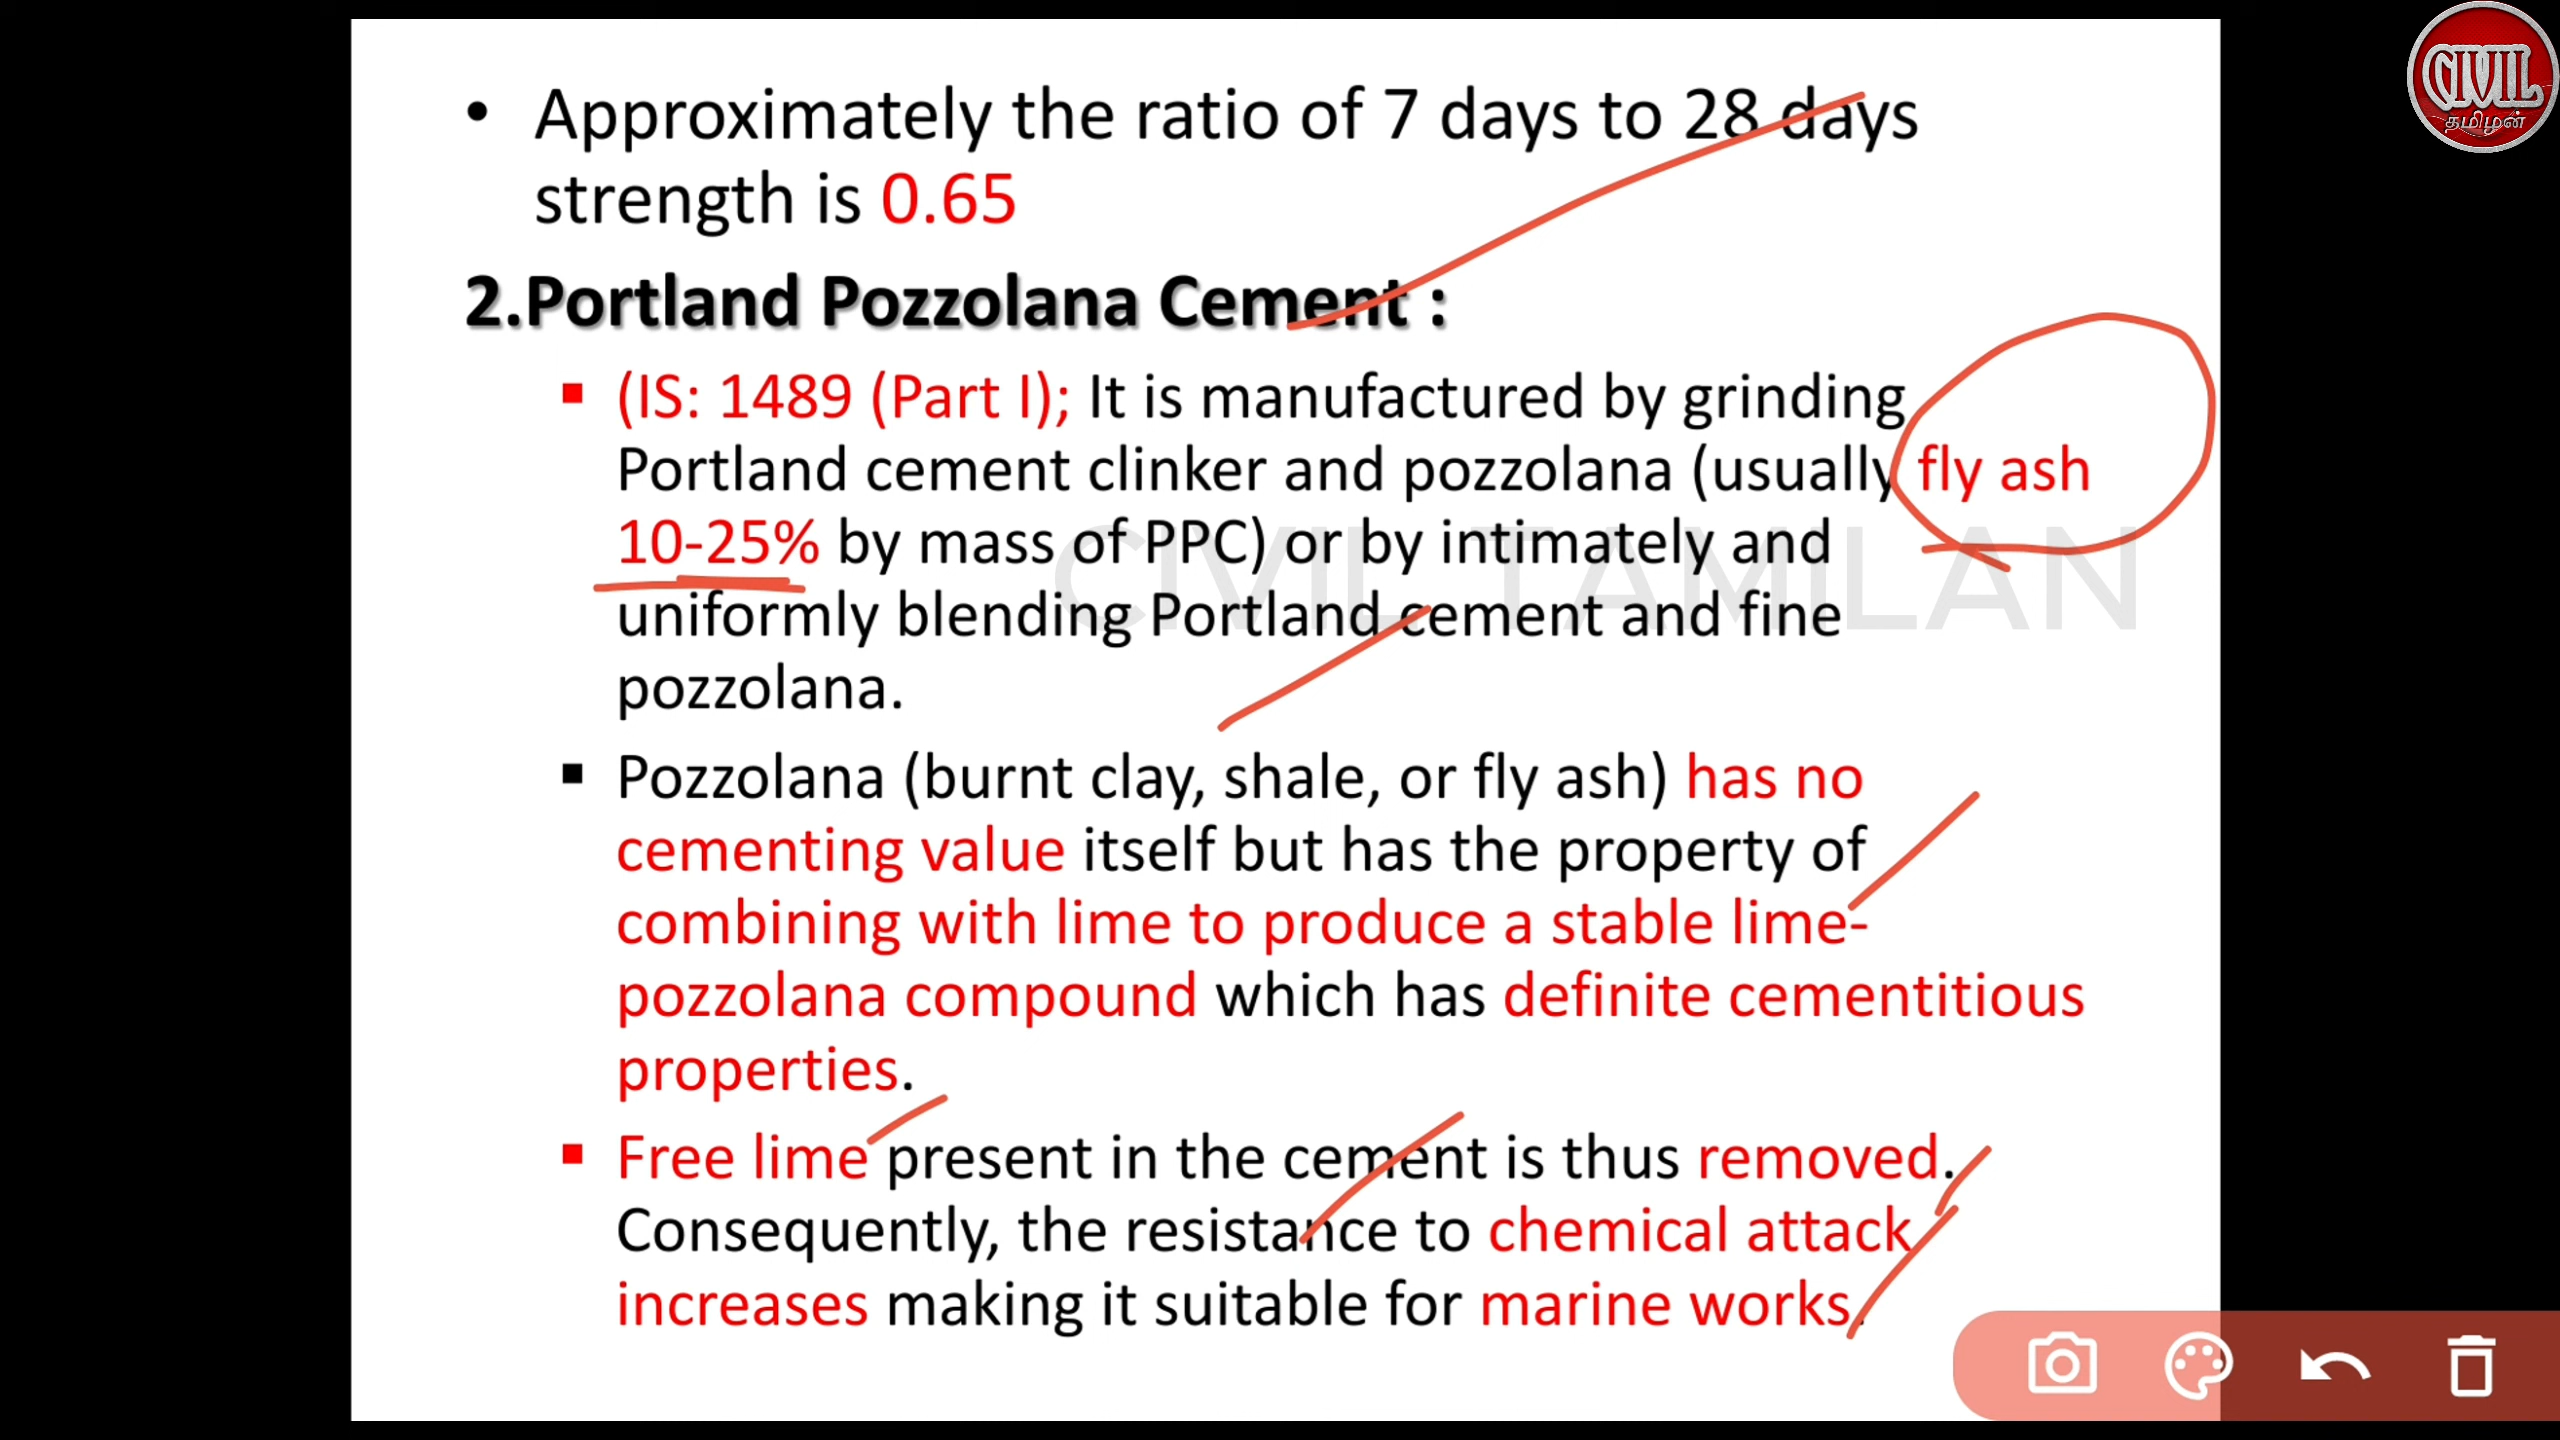 CIVIL
தமிழன்
• Approximately the ratio of 7 days to 28 days
strength is 0.65
2.Portland Pozzolana Cement :
▪ (IS: 1489 (Part I); It is manufactured by grinding
Portland cement clinker and pozzolana (usually fly ash
10-25% by mass of PPC) or by intimately and
uniformly blending Portland cement and fine
pozzolana.
▪ Pozzolana (burnt clay, shale, or fly ash) has no
cementing value itself but has the property of
combining with lime to produce a stable lime-
pozzolana compound which has definite cementitious
properties.
▪ Free lime present in the cement is thus removed.
Consequently, the resistance to chemical attack
increases making it suitable for marine works.
CIVIL TAMILAN